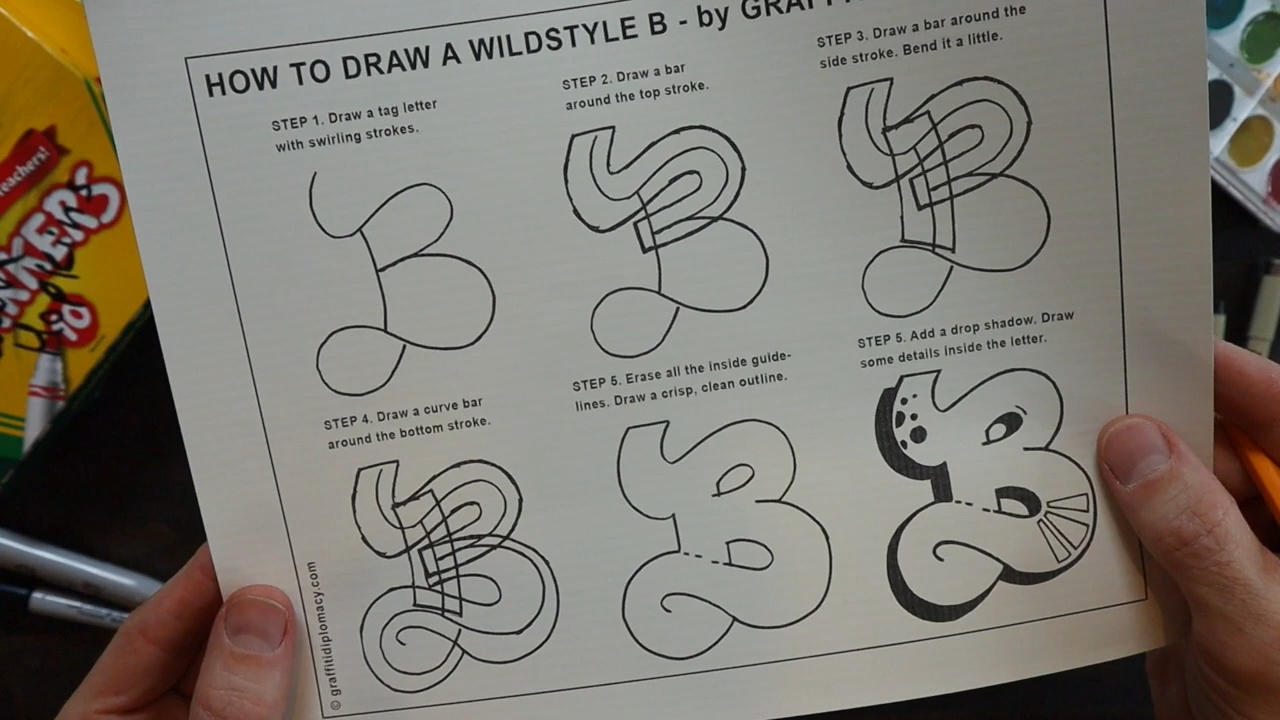 HOW TO DRAW A WILDSTYLE B - by
STEP 1. Draw a tag letter
with swirling strokes.
STEP 2. Draw a bar
around the top stroke.
STEP 3. Draw a bar around the
side stroke. Bend it a little.
STEP 4. Draw a curve bar
around the bottom stroke.
STEP 5. Erase all the inside guide-
lines. Draw a crisp, clean outline.
STEP 5. Add a drop shadow. Draw
some details inside the letter.
© graffitidiplomacy.com